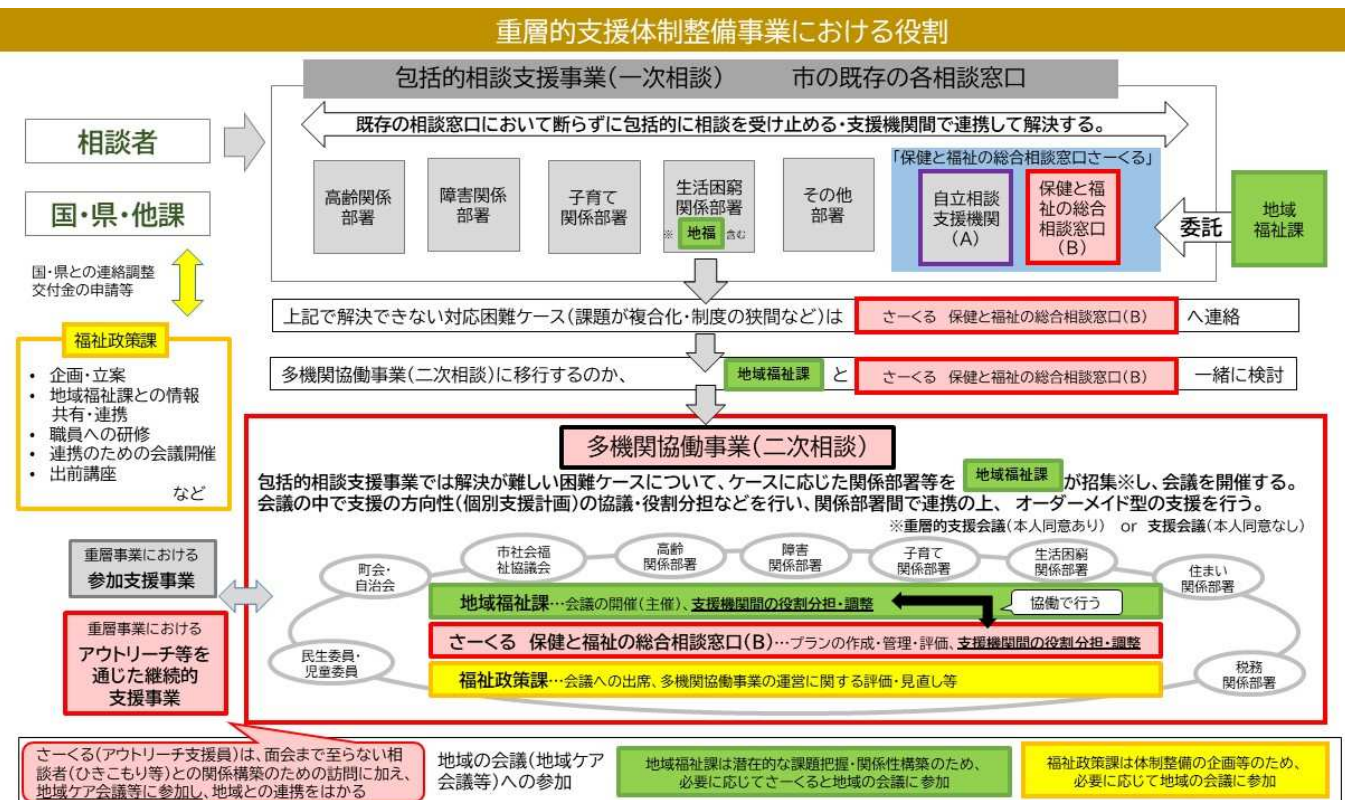 重層的支援体制整備事業における役割
包括的相談支援事業(一次相談)　市の既存の各相談窓口
相談者
国・県・他課
既存の相談窓口において断らずに包括的に相談を受け止める・支援機関間で連携して解決する。
高齢関係
部署
障害関係
部署
子育て
関係部署
生活困窮
関係部署
※ 地福 含む
その他
部署
「保健と福祉の総合相談窓口さーくる」
自立相談
支援機関
(A)
保健と福
祉の総合
相談窓口
(B)
委託
地域
福祉課
国・県との連絡調整
交付金の申請等
上記で解決できない対応困難ケース(課題が複合化・制度の狭間など)は さーくる 保健と福祉の総合相談窓口(B) へ連絡
多機関協働事業(二次相談)に移行するのか、 地域福祉課 と さーくる 保健と福祉の総合相談窓口(B) 一緒に検討
福祉政策課
• 企画・立案
• 地域福祉課との情報
共有・連携
• 職員への研修
• 連携のための会議開催
• 出前講座
など
多機関協働事業(二次相談)
包括的相談支援事業では解決が難しい困難ケースについて、ケースに応じた関係部署等を 地域福祉課 が招集※し、会議を開催する。
会議の中で支援の方向性(個別支援計画)の協議・役割分担などを行い、関係部署間で連携の上、オーダーメイド型の支援を行う。
※重層的支援会議(本人同意あり) or 支援会議(本人同意なし)
重層事業における
参加支援事業
重層事業における
アウトリーチ等を
通じた継続的
支援事業
町会・
自治会
市社会福
祉協議会
高齢
関係部署
障害
関係部署
子育て
関係部署
生活困窮
関係部署
住まい
関係部署
民生委員・
児童委員
税務
関係部署
地域福祉課…会議の開催(主催)、支援機関間の役割分担・調整
協働で行う
さーくる 保健と福祉の総合相談窓口(B)…プランの作成・管理・評価、支援機関間の役割分担・調整
福祉政策課…会議への出席、多機関協働事業の運営に関する評価・見直し等
さーくる(アウトリーチ支援員)は、面会まで至らない相
談者(ひきこもり等)との関係構築のための訪問に加え、
地域ケア会議等に参加し、地域との連携をはかる
地域の会議(地域ケア
会議等)への参加
地域福祉課は潜在的な課題把握・関係性構築のため、
必要に応じてさーくると地域の会議に参加
福祉政策課は体制整備の企画等のため、
必要に応じて地域の会議に参加